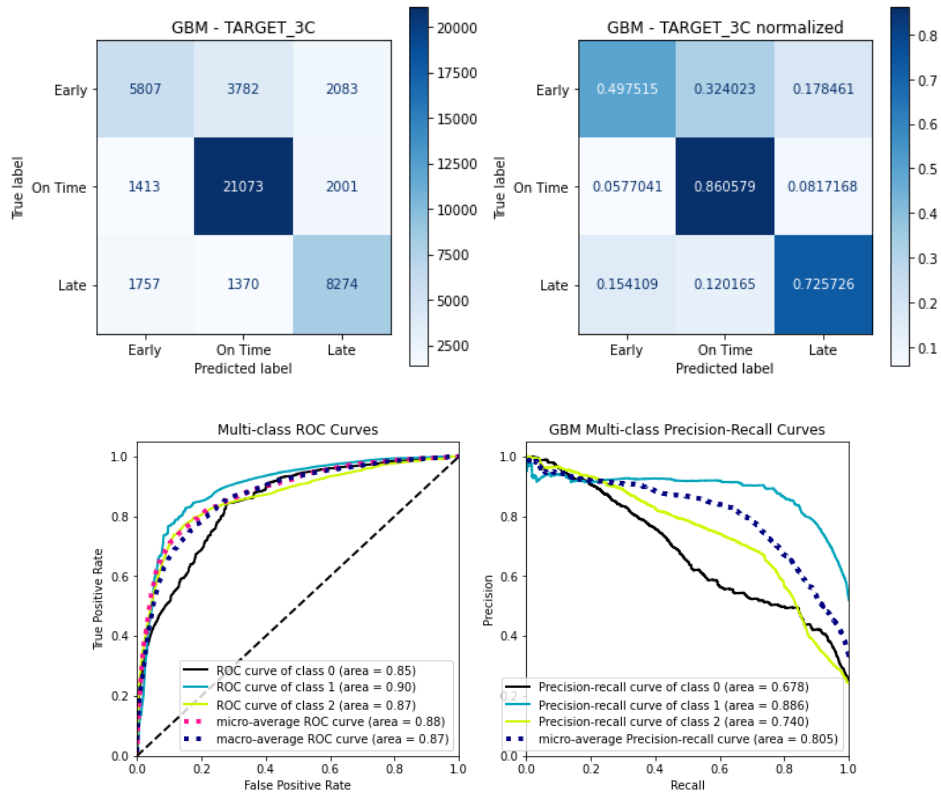 GBM - TARGET_3C
Early
On Time
Late
True label
5807 3782 2083
1413 21073 2001
1757 1370 8274
Early On Time Late
Predicted label
20000
17500
15000
12500
10000
7500
5000
2500
GBM - TARGET_3C normalized
Early
On Time
Late
True label
0.497515 0.324023 0.178461
0.0577041 0.860579 0.0817168
0.154109 0.120165 0.725726
Early On Time Late
Predicted label
0.8
0.7
0.6
0.5
0.4
0.3
0.2
0.1
Multi-class ROC Curves
1.0
0.8
0.6
0.4
0.2
0.0
True Positive Rate
ROC curve of class 0 (area = 0.85)
ROC curve of class 1 (area = 0.90)
ROC curve of class 2 (area = 0.87)
micro-average ROC curve (area = 0.88)
macro-average ROC curve (area = 0.87)
0.0 0.2 0.4 0.6 0.8 1.0
False Positive Rate
GBM Multi-class Precision-Recall Curves
1.0
0.8
0.6
0.4
0.2
0.0
Precision
Precision-recall curve of class 0 (area = 0.678)
Precision-recall curve of class 1 (area = 0.886)
Precision-recall curve of class 2 (area = 0.740)
micro-average Precision-recall curve (area = 0.805)
0.0 0.2 0.4 0.6 0.8 1.0
Recall